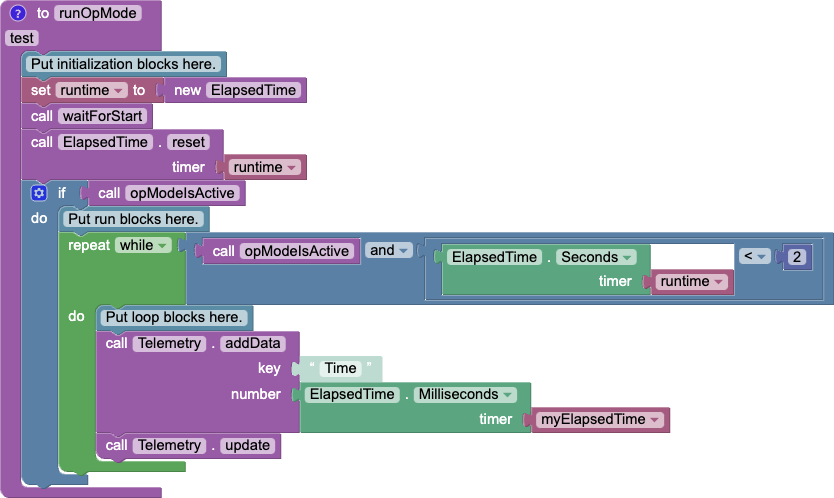 ? to runOpMode
test
Put initialization blocks here.
set runtime to new ElapsedTime
call waitForStart
call ElapsedTime . reset
timer runtime
if call opModeIsActive
do Put run blocks here.
repeat while call opModeIsActive and ElapsedTime . Seconds < 2
timer runtime
do Put loop blocks here.
call Telemetry . addData
key " Time "
number ElapsedTime . Milliseconds
timer myElapsedTime
call Telemetry . update